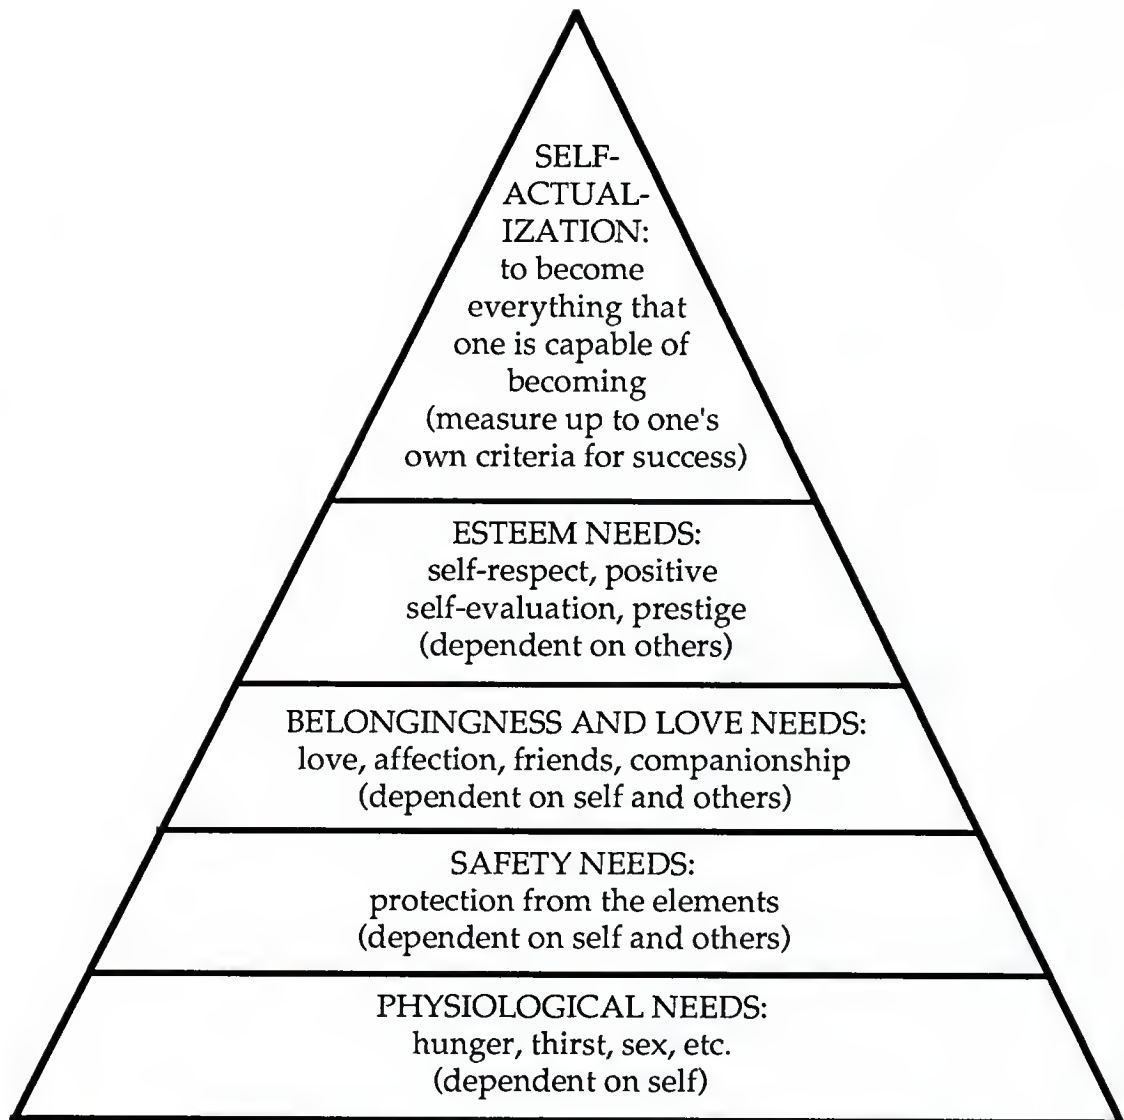 SELF-
ACTUAL-
IZATION:
to become
everything that
one is capable of
becoming
(measure up to one's
own criteria for success)
ESTEEM NEEDS:
self-respect, positive
self-evaluation, prestige
(dependent on others)
BELONGINGNESS AND LOVE NEEDS:
love, affection, friends, companionship
(dependent on self and others)
SAFETY NEEDS:
protection from the elements
(dependent on self and others)
PHYSIOLOGICAL NEEDS:
hunger, thirst, sex, etc.
(dependent on self)